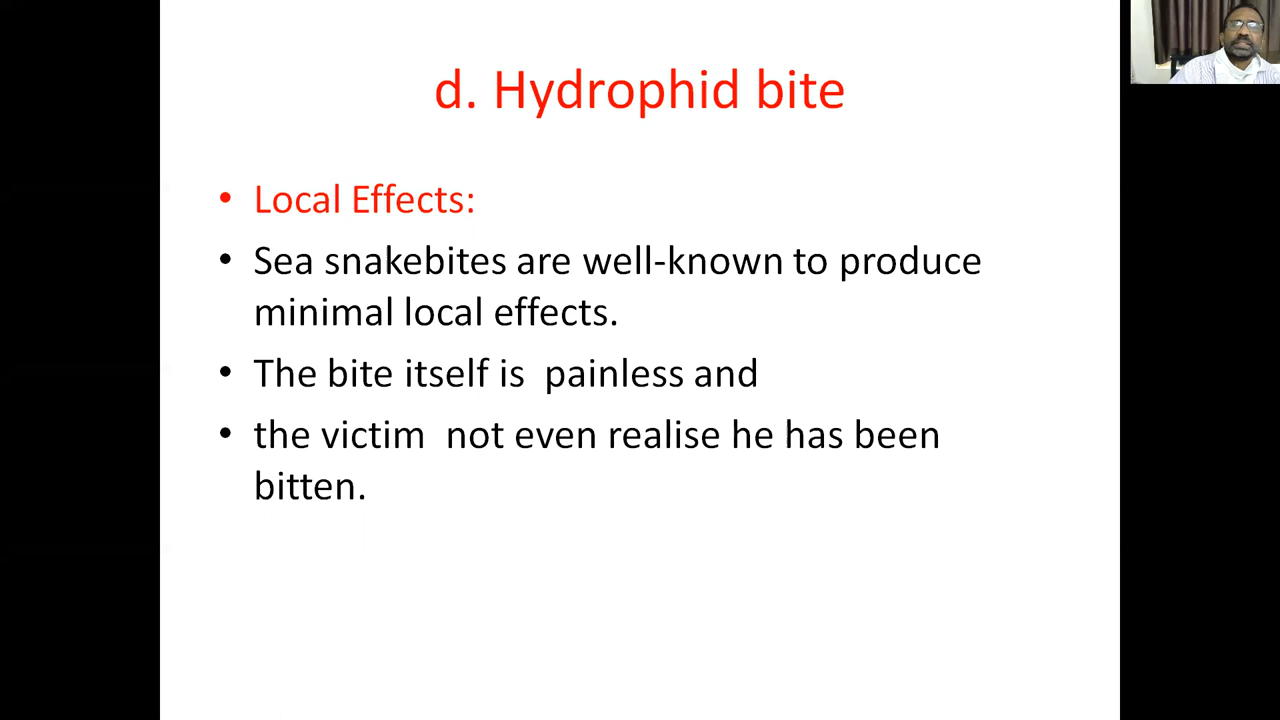 d. Hydrophid bite
• Local Effects:
• Sea snakebites are well-known to produce
minimal local effects.
• The bite itself is  painless and
• the victim  not even realise he has been
bitten.